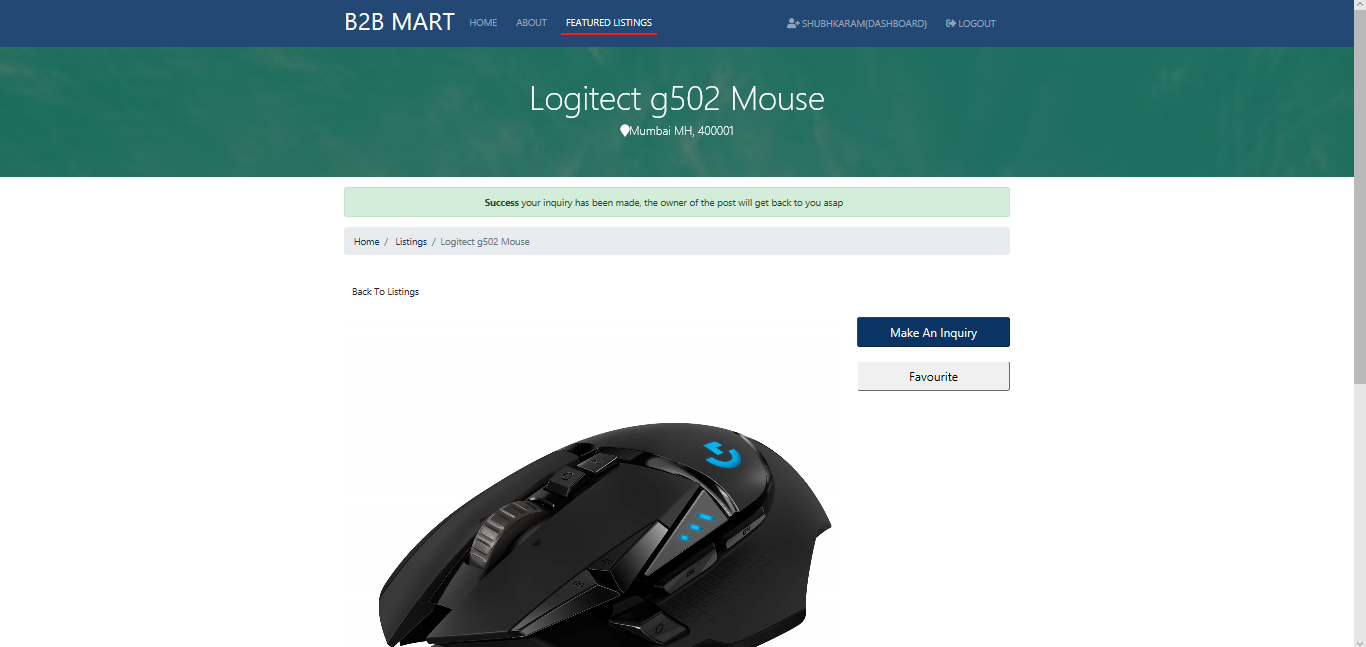 B2B MART HOME ABOUT FEATURED LISTINGS SHUBHKARAM(DASHBOARD) LOGOUT
Logitect g502 Mouse
Mumbai MH, 400001
Success your inquiry has been made, the owner of the post will get back to you asap
Home / Listings / Logitect g502 Mouse
Back To Listings
Make An Inquiry
Favourite